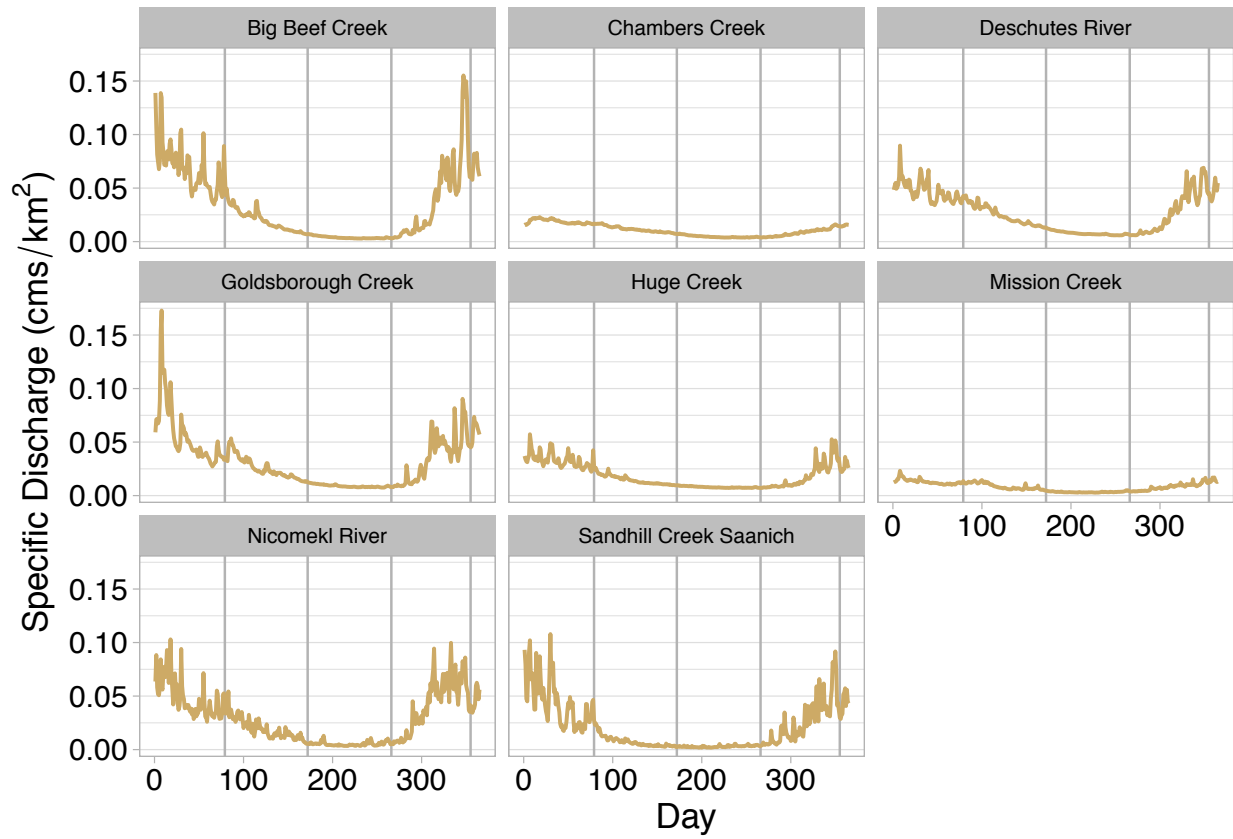 Big Beef Creek
Chambers Creek
Deschutes River
0.15
0.10
0.05
0.00
Goldsborough Creek
Huge Creek
Mission Creek
0.15
0.10
0.05
0.00
0 100 200 300
Nicomekl River
Sandhill Creek Saanich
0.15
0.10
0.05
0.00
0 100 200 300
0 100 200 300
Specific Discharge (cms/km²)
Day